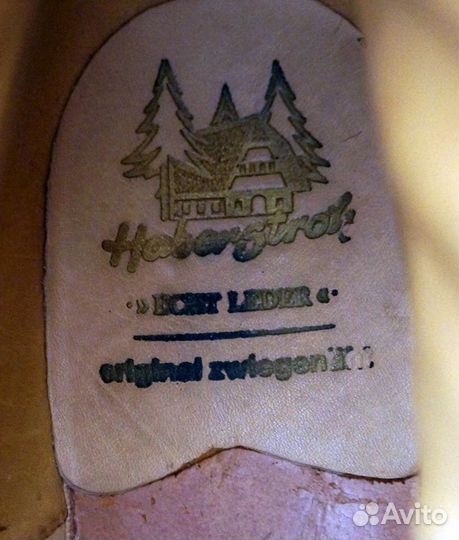 Haberstroh
·» ECHT LEDER «·
original zwiegenäht
Avito